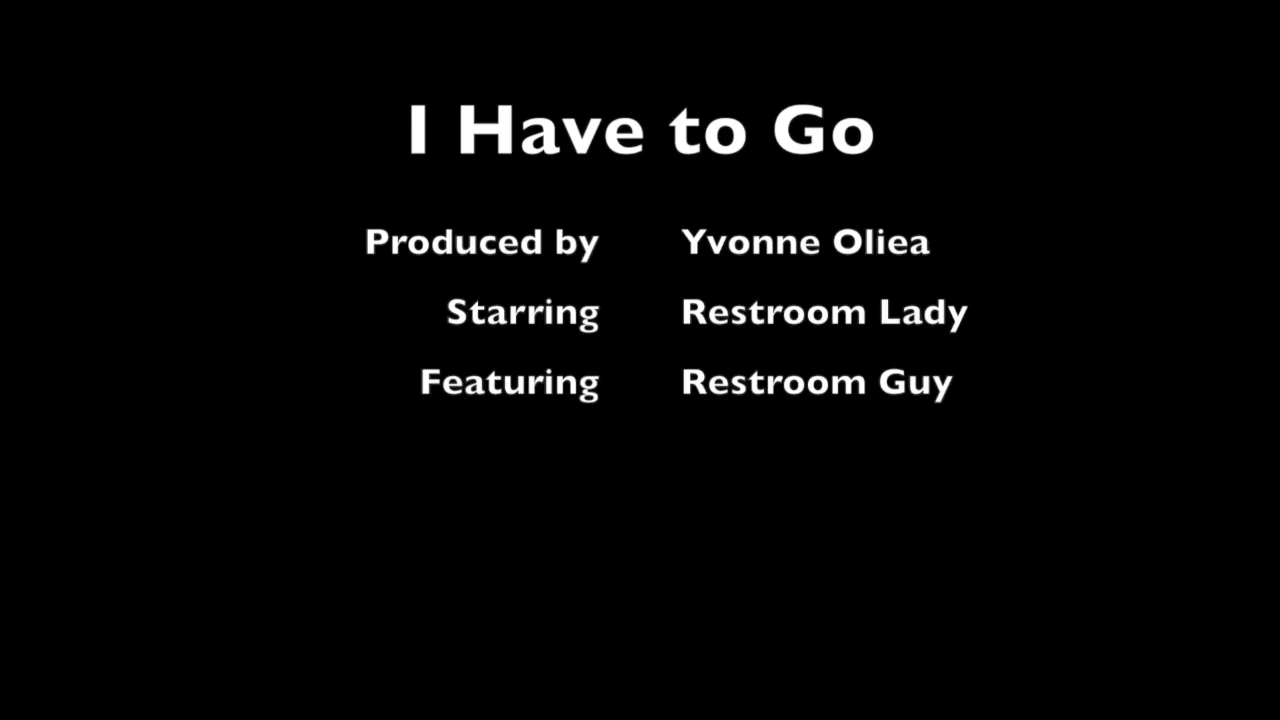 I Have to Go
Produced by Yvonne Oliea
Starring Restroom Lady
Featuring Restroom Guy